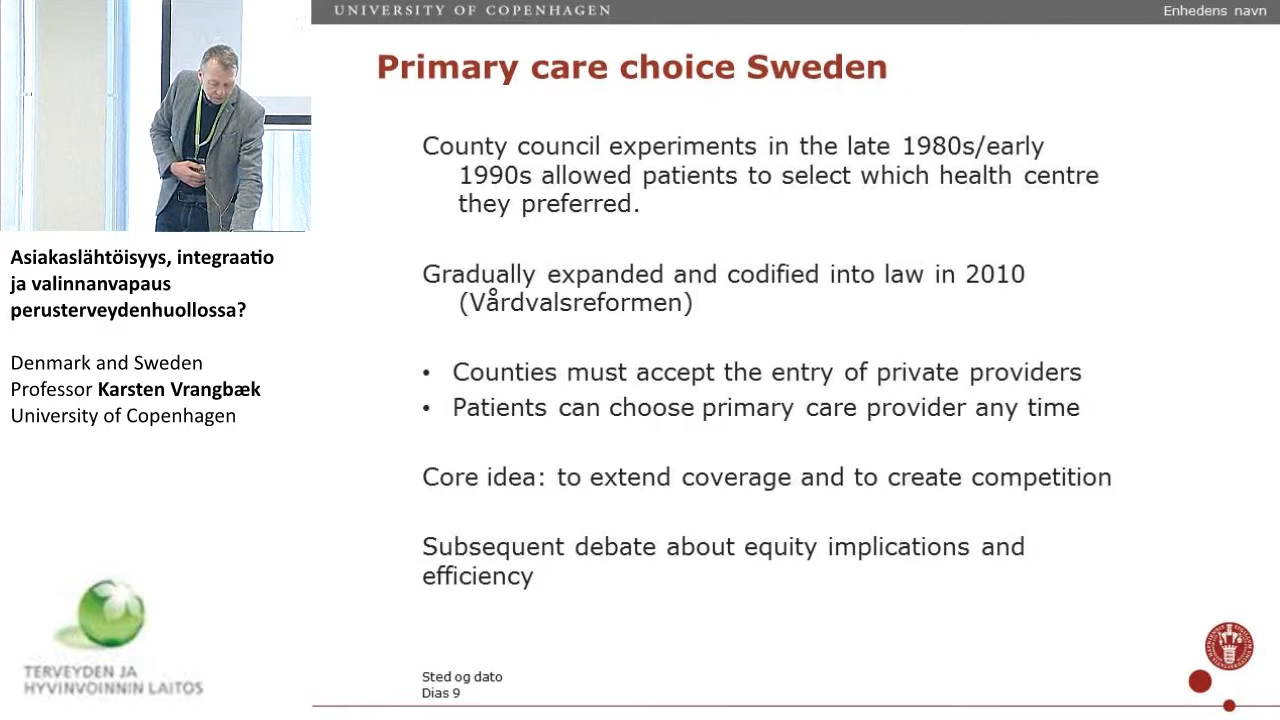 UNIVERSITY OF COPENHAGEN
Enhedens navn
Primary care choice Sweden
County council experiments in the late 1980s/early
1990s allowed patients to select which health centre
they preferred.
Gradually expanded and codified into law in 2010
(Vårdvalsreformen)
• Counties must accept the entry of private providers
• Patients can choose primary care provider any time
Core idea: to extend coverage and to create competition
Subsequent debate about equity implications and
efficiency
Sted og dato
Dias 9
Asiakaslähtöisyys, integraatio
ja valinnanvapaus
perusterveydenhuollossa?
Denmark and Sweden
Professor Karsten Vrangbæk
University of Copenhagen
TERVEYDEN JA
HYVINVOINNIN LAITOS